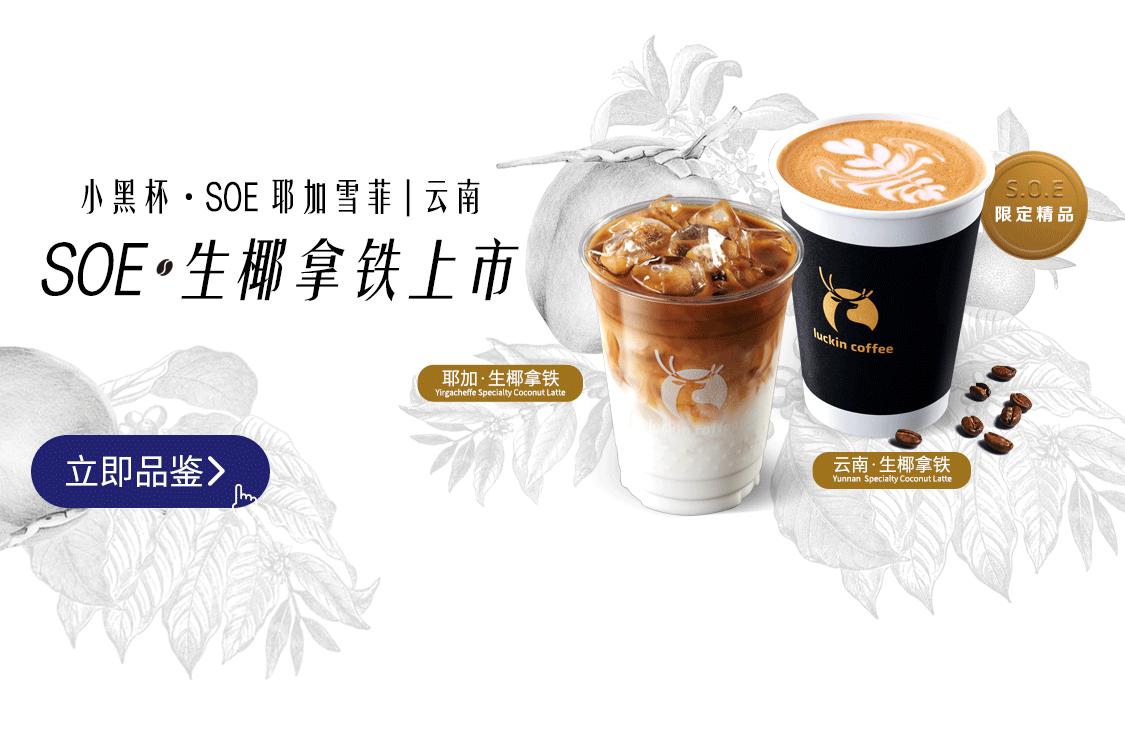 小黑杯·SOE 耶加雪菲|云南
SOE·生椰拿铁上市
立即品鉴
耶加·生椰拿铁
Yirgacheffe Specialty Coconut Latte
luckin coffee
S.O.E
限定精品
云南·生椰拿铁
Yunnan Specialty Coconut Latte